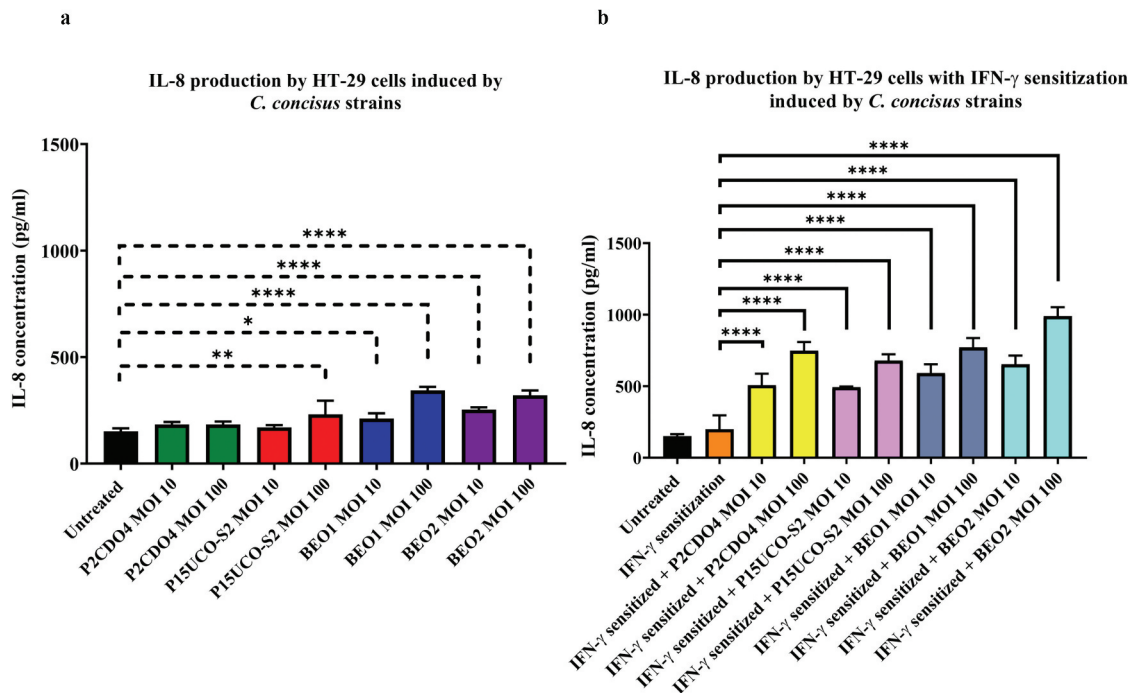 a
IL-8 production by HT-29 cells induced by
C. concisus strains
IL-8 concentration (pg/ml)
1500
1000
500
0
****
****
****
*
**
Untreated
P2CDO4 MOI 10
P2CDO4 MOI 100
P15UCO-S2 MOI 10
P15UCO-S2 MOI 100
BEO1 MOI 10
BEO1 MOI 100
BEO2 MOI 10
BEO2 MOI 100
b
IL-8 production by HT-29 cells with IFN-γ sensitization
induced by C. concisus strains
IL-8 concentration (pg/ml)
1500
1000
500
0
****
****
****
****
****
****
****
****
Untreated
IFN-γ sensitization
IFN-γ sensitized + P2CDO4 MOI 10
IFN-γ sensitized + P2CDO4 MOI 100
IFN-γ sensitized + P15UCO-S2 MOI 10
IFN-γ sensitized + P15UCO-S2 MOI 100
IFN-γ sensitized + BEO1 MOI 10
IFN-γ sensitized + BEO1 MOI 100
IFN-γ sensitized + BEO2 MOI 10
IFN-γ sensitized + BEO2 MOI 100